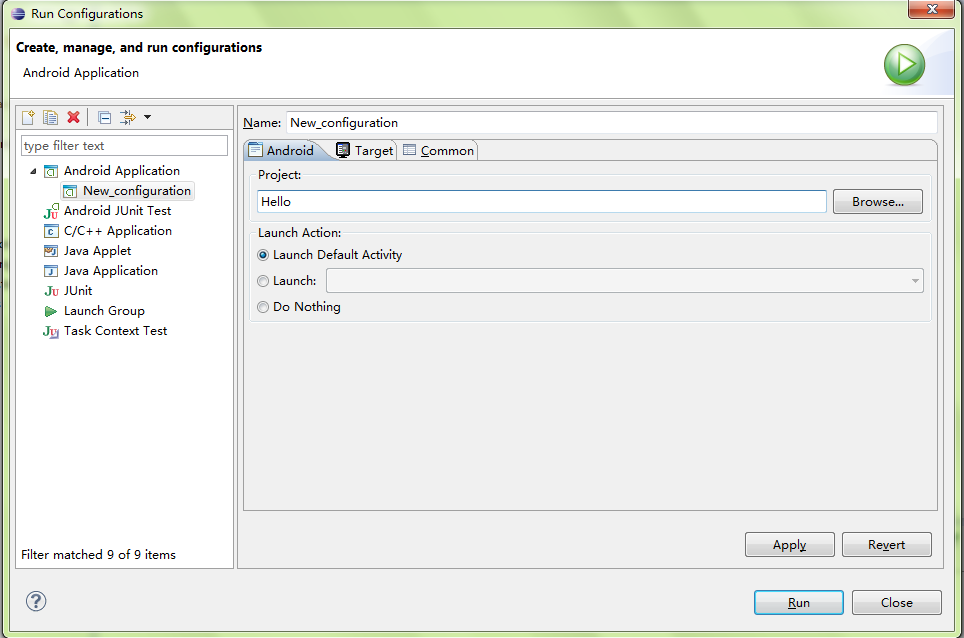 Run Configurations
Create, manage, and run configurations
Android Application
type filter text
Android Application
New_configuration
Android JUnit Test
C/C++ Application
Java Applet
Java Application
JUnit
Launch Group
Task Context Test
Filter matched 9 of 9 items
Name: New_configuration
Android Target Common
Project:
Hello Browse...
Launch Action:
Launch Default Activity
Launch:
Do Nothing
Apply Revert
Run Close